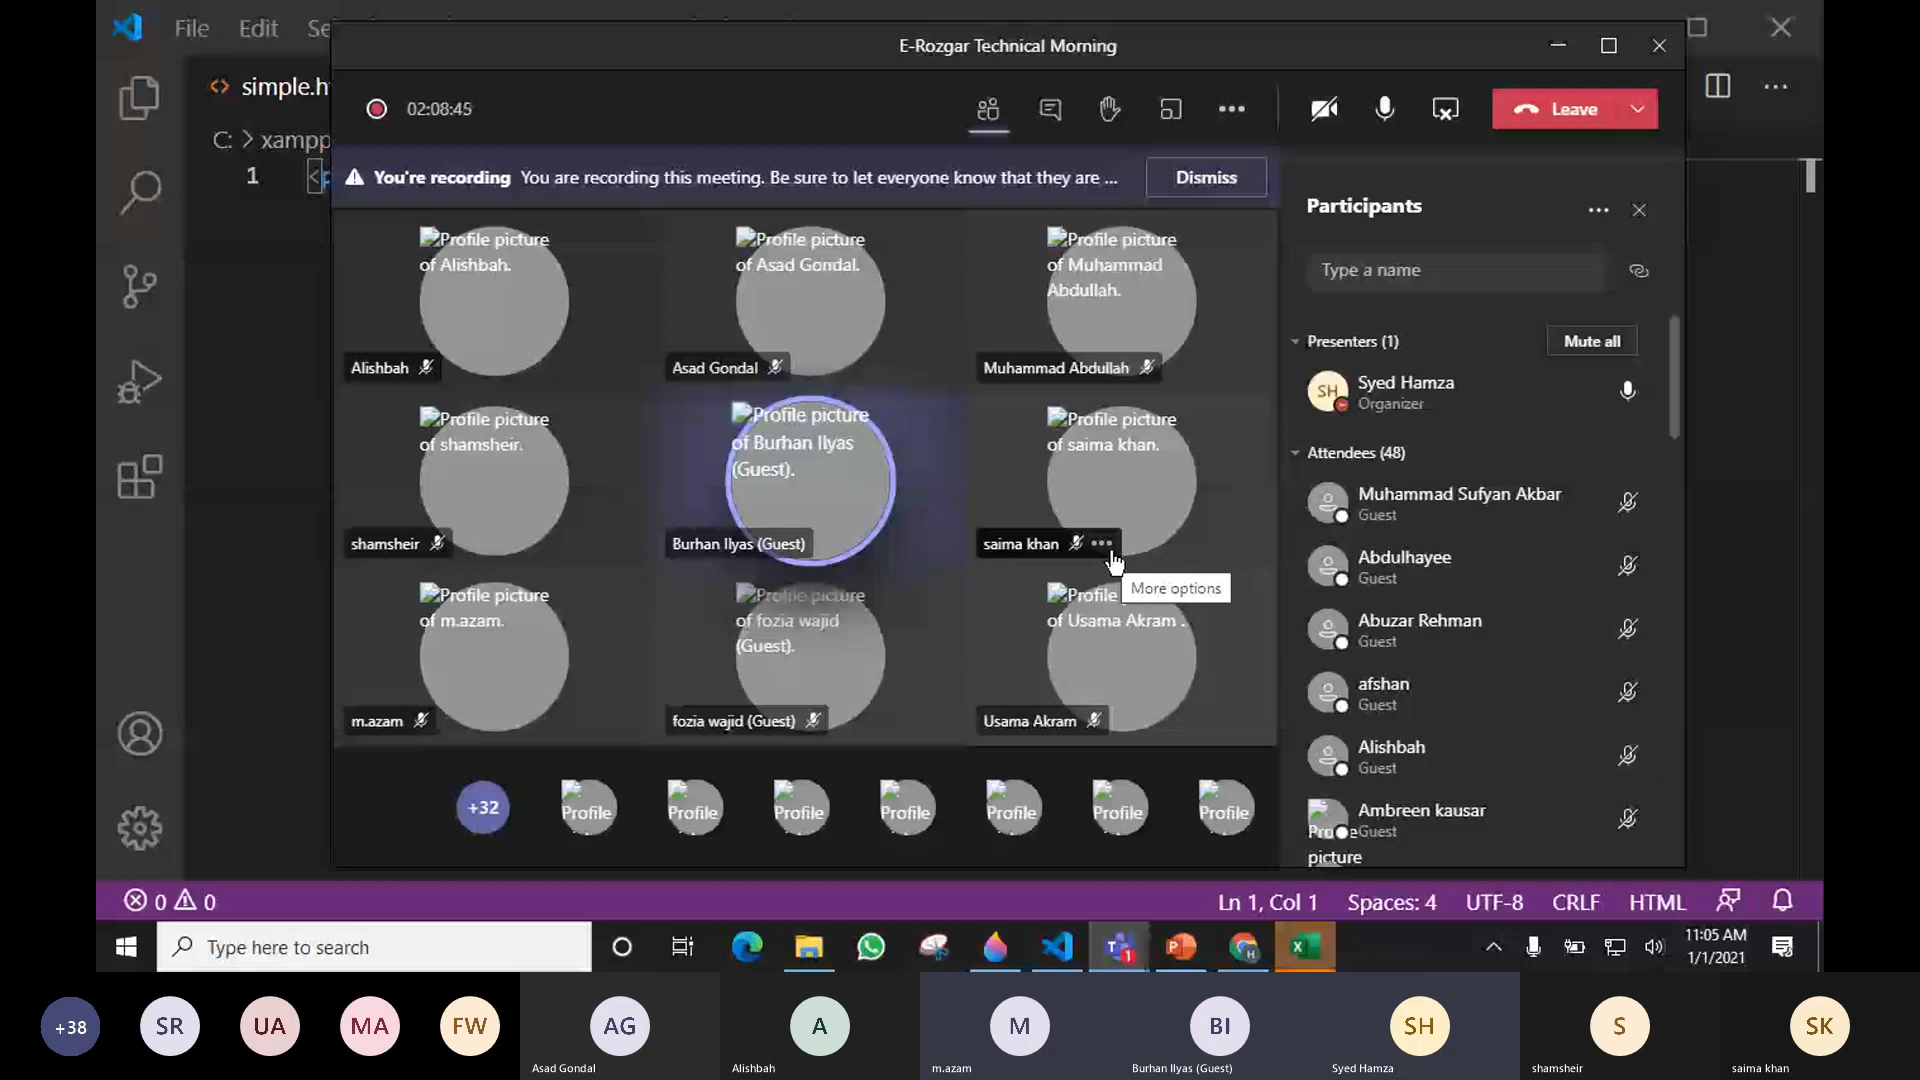 File Edit Se
E-Rozgar Technical Morning
simple.h
C: > xampp
1 <p
02:08:45
Leave
You're recording You are recording this meeting. Be sure to let everyone know that they are ...
Dismiss
Profile picture
of Alishbah.
Alishbah
Profile picture
of Asad Gondal.
Asad Gondal
Profile picture
of Muhammad
Abdullah.
Muhammad Abdullah
Profile picture
of shamsheir.
shamsheir
Profile picture
of Burhan Ilyas
(Guest).
Burhan Ilyas (Guest)
Profile picture
of saima khan.
saima khan
More options
Profile picture
of m.azam.
m.azam
Profile picture
of fozia wajid
(Guest).
fozia wajid (Guest)
Profile
of Usama Akram .
Usama Akram
+32
Profile
Profile
Profile
Profile
Profile
Profile
Profile
Participants
Type a name
Presenters (1)
Mute all
SH
Syed Hamza
Organizer
Attendees (48)
Muhammad Sufyan Akbar
Guest
Abdulhayee
Guest
Abuzar Rehman
Guest
afshan
Guest
Alishbah
Guest
Ambreen kausar
Guest
picture
0 0
Ln 1, Col 1 Spaces: 4 UTF-8 CRLF HTML
Type here to search
1
11:05 AM
1/1/2021
+38
SR
UA
MA
FW
AG
Asad Gondal
A
Alishbah
M
m.azam
BI
Burhan Ilyas (Guest)
SH
Syed Hamza
S
shamsheir
SK
saima khan